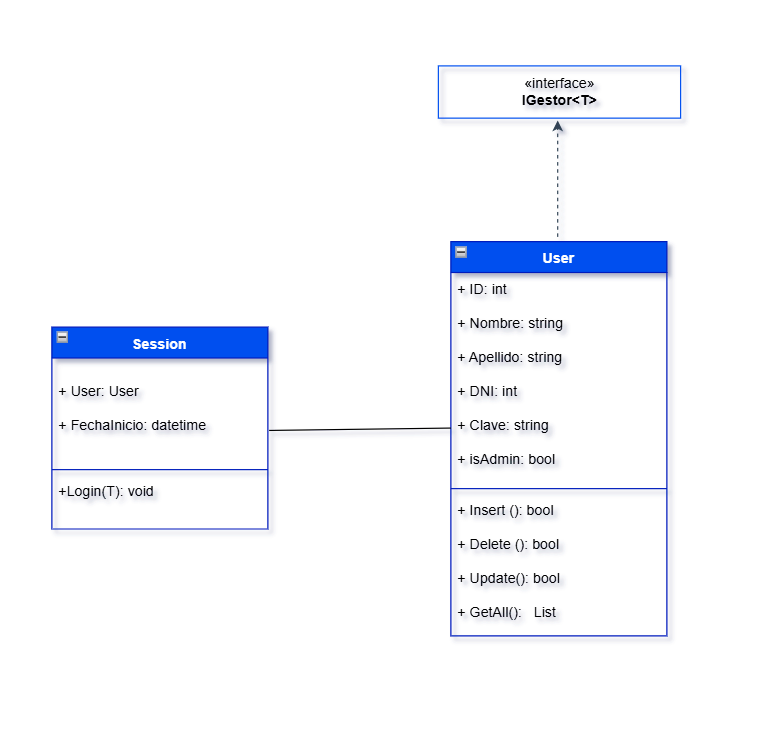 «interface»
IGestor<T>
User
+ ID: int
+ Nombre: string
+ Apellido: string
+ DNI: int
+ Clave: string
+ isAdmin: bool
+ Insert (): bool
+ Delete (): bool
+ Update(): bool
+ GetAll(): List
Session
+ User: User
+ FechaInicio: datetime
+Login(T): void